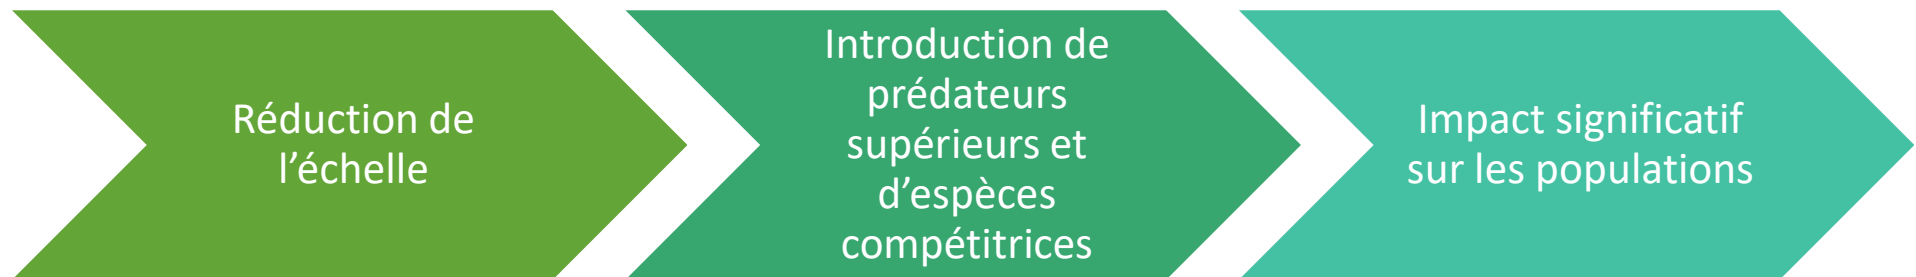 Réduction de
l’échelle
Introduction de
prédateurs
supérieurs et
d’espèces
compétitrices
Impact significatif
sur les populations